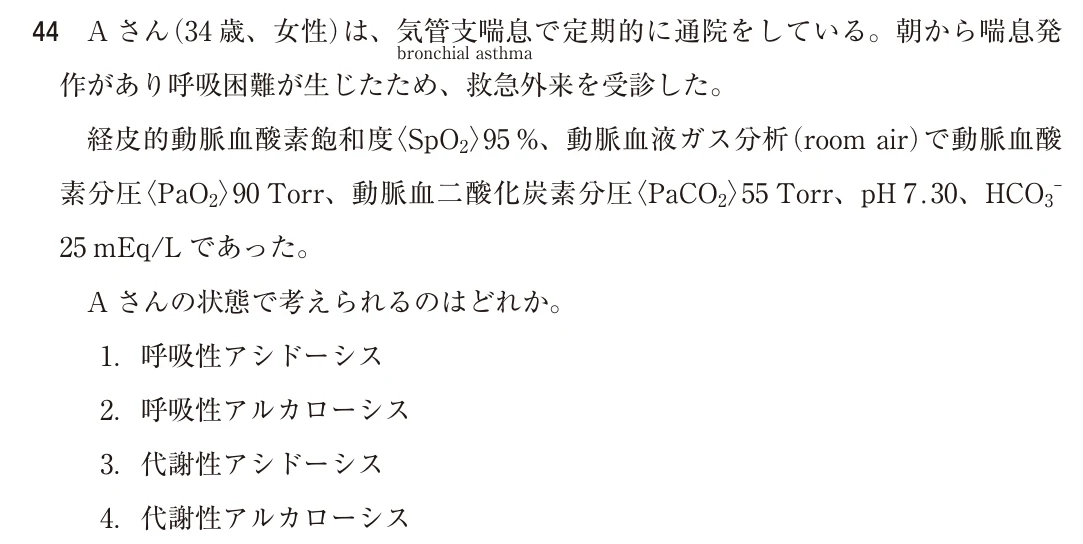 44 Aさん(34歳、女性)は、気管支喘息で定期的に通院をしている。朝から喘息発
bronchial asthma
作があり呼吸困難が生じたため、救急外来を受診した。
経皮的動脈血酸素飽和度〈SpO₂〉95%、動脈血液ガス分析(room air)で動脈血酸
素分圧〈PaO₂〉90 Torr、動脈血二酸化炭素分圧〈PaCO₂〉55 Torr、pH 7.30、HCO₃⁻
25 mEq/L であった。
Aさんの状態で考えられるのはどれか。
1. 呼吸性アシドーシス
2. 呼吸性アルカローシス
3. 代謝性アシドーシス
4. 代謝性アルカローシス